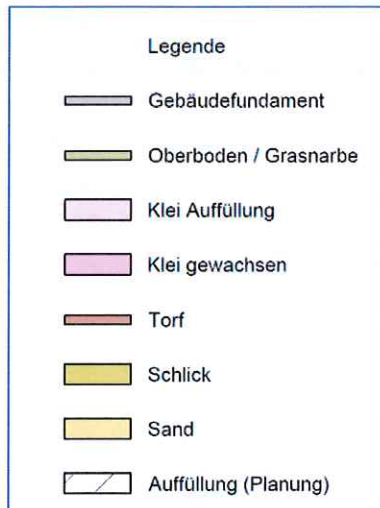 Legende
Gebäudefundament
Oberboden / Grasnarbe
Klei Auffüllung
Klei gewachsen
Torf
Schlick
Sand
Auffüllung (Planung)